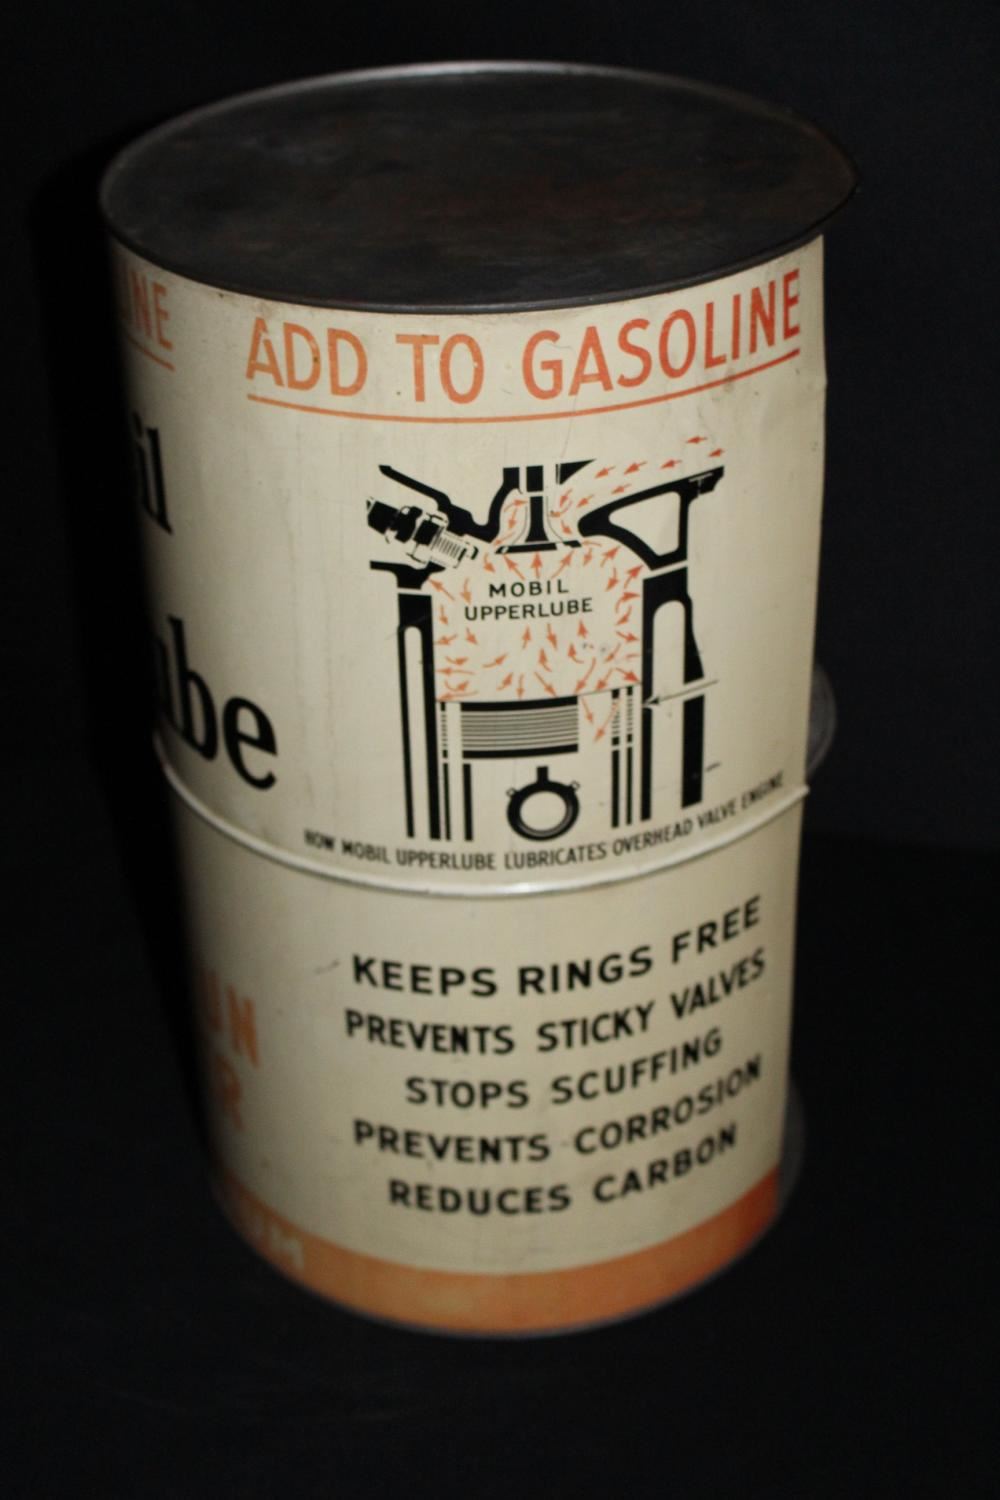 ADD TO GASOLINE
MOBIL
UPPERLUBE
HOW MOBIL UPPERLUBE LUBRICATES OVERHEAD VALVE ENGINE
KEEPS RINGS FREE
PREVENTS STICKY VALVES
STOPS SCUFFING
PREVENTS CORROSION
REDUCES CARBON